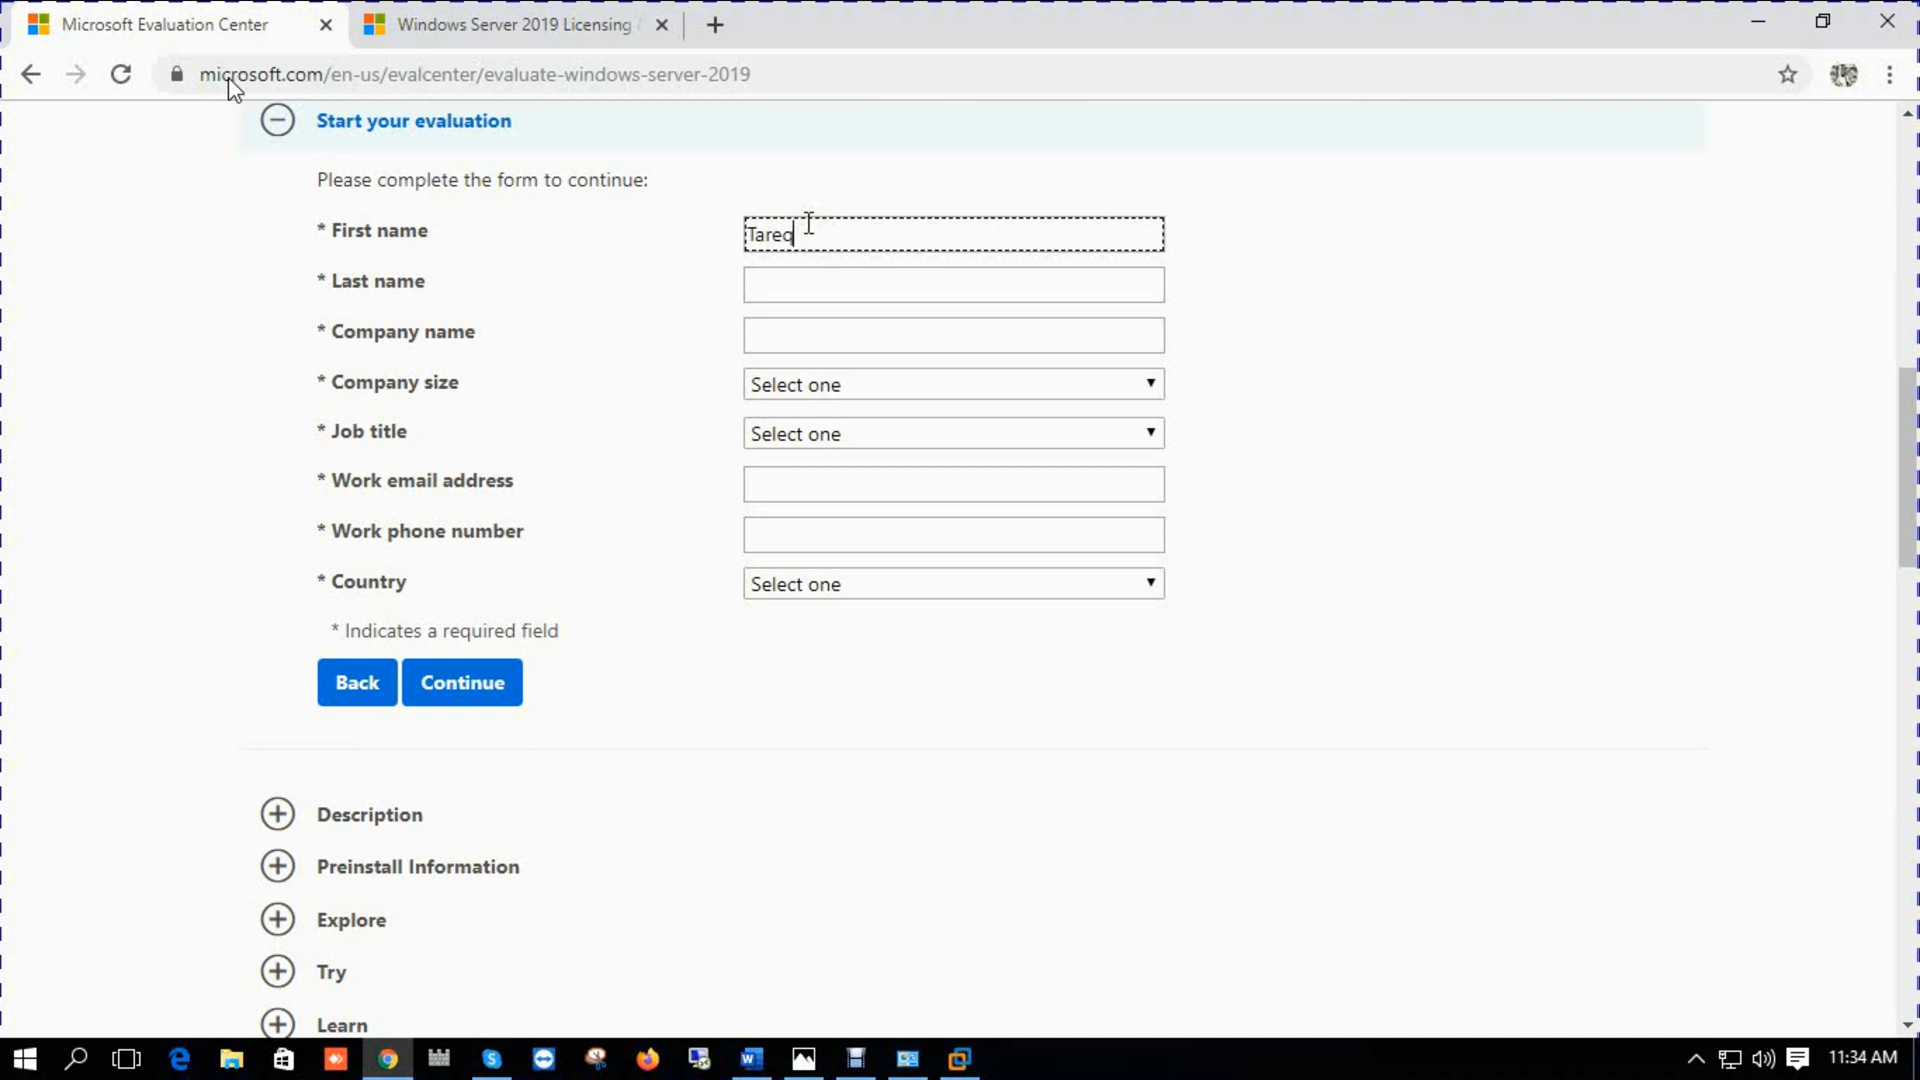 Microsoft Evaluation Center
Windows Server 2019 Licensing
microsoft.com/en-us/evalcenter/evaluate-windows-server-2019
Start your evaluation
Please complete the form to continue:
* First name
Tareq
* Last name
* Company name
* Company size
Select one
* Job title
Select one
* Work email address
* Work phone number
* Country
Select one
* Indicates a required field
Back Continue
Description
Preinstall Information
Explore
Try
Learn
11:34 AM